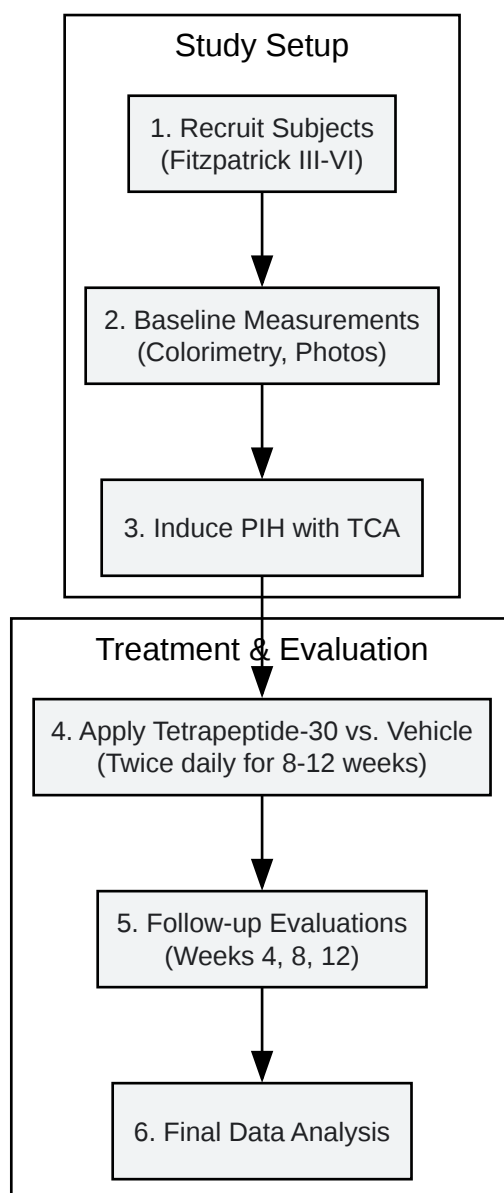 Study Setup
1. Recruit Subjects
(Fitzpatrick III-VI)
2. Baseline Measurements
(Colorimetry, Photos)
3. Induce PIH with TCA
Treatment & Evaluation
4. Apply Tetrapeptide-30 vs. Vehicle
(Twice daily for 8-12 weeks)
5. Follow-up Evaluations
(Weeks 4, 8, 12)
6. Final Data Analysis